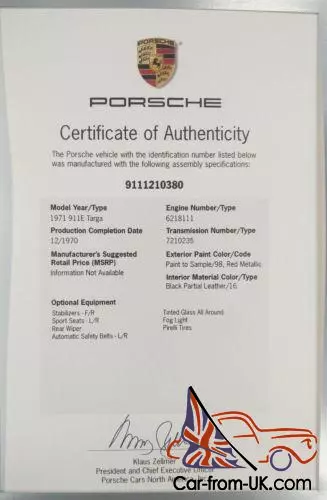 PORSCHE
Certificate of Authenticity
The Porsche vehicle with the identification number listed below
was manufactured with the following assembly specifications:
9111210380
Model Year/Type
1971 911E Targa
Production Completion Date
12/1970
Manufacturer's Suggested
Retail Price (MSRP)
Information Not Available
Engine Number/Type
6218111
Transmission Number/Type
7210235
Exterior Paint Color/Code
Paint to Sample/98, Red Metallic
Interior Material Color/Type
Black Partial Leather/16
Optional Equipment
Stabilizers - F/R
Sport Seats - L/R
Rear Wiper
Automatic Safety Belts - L/R
Tinted Glass All Around
Fog Light
Pirelli Tires
Klaus Zellmer
President and Chief Executive Officer
Porsche Cars North
Car-from-UK.com